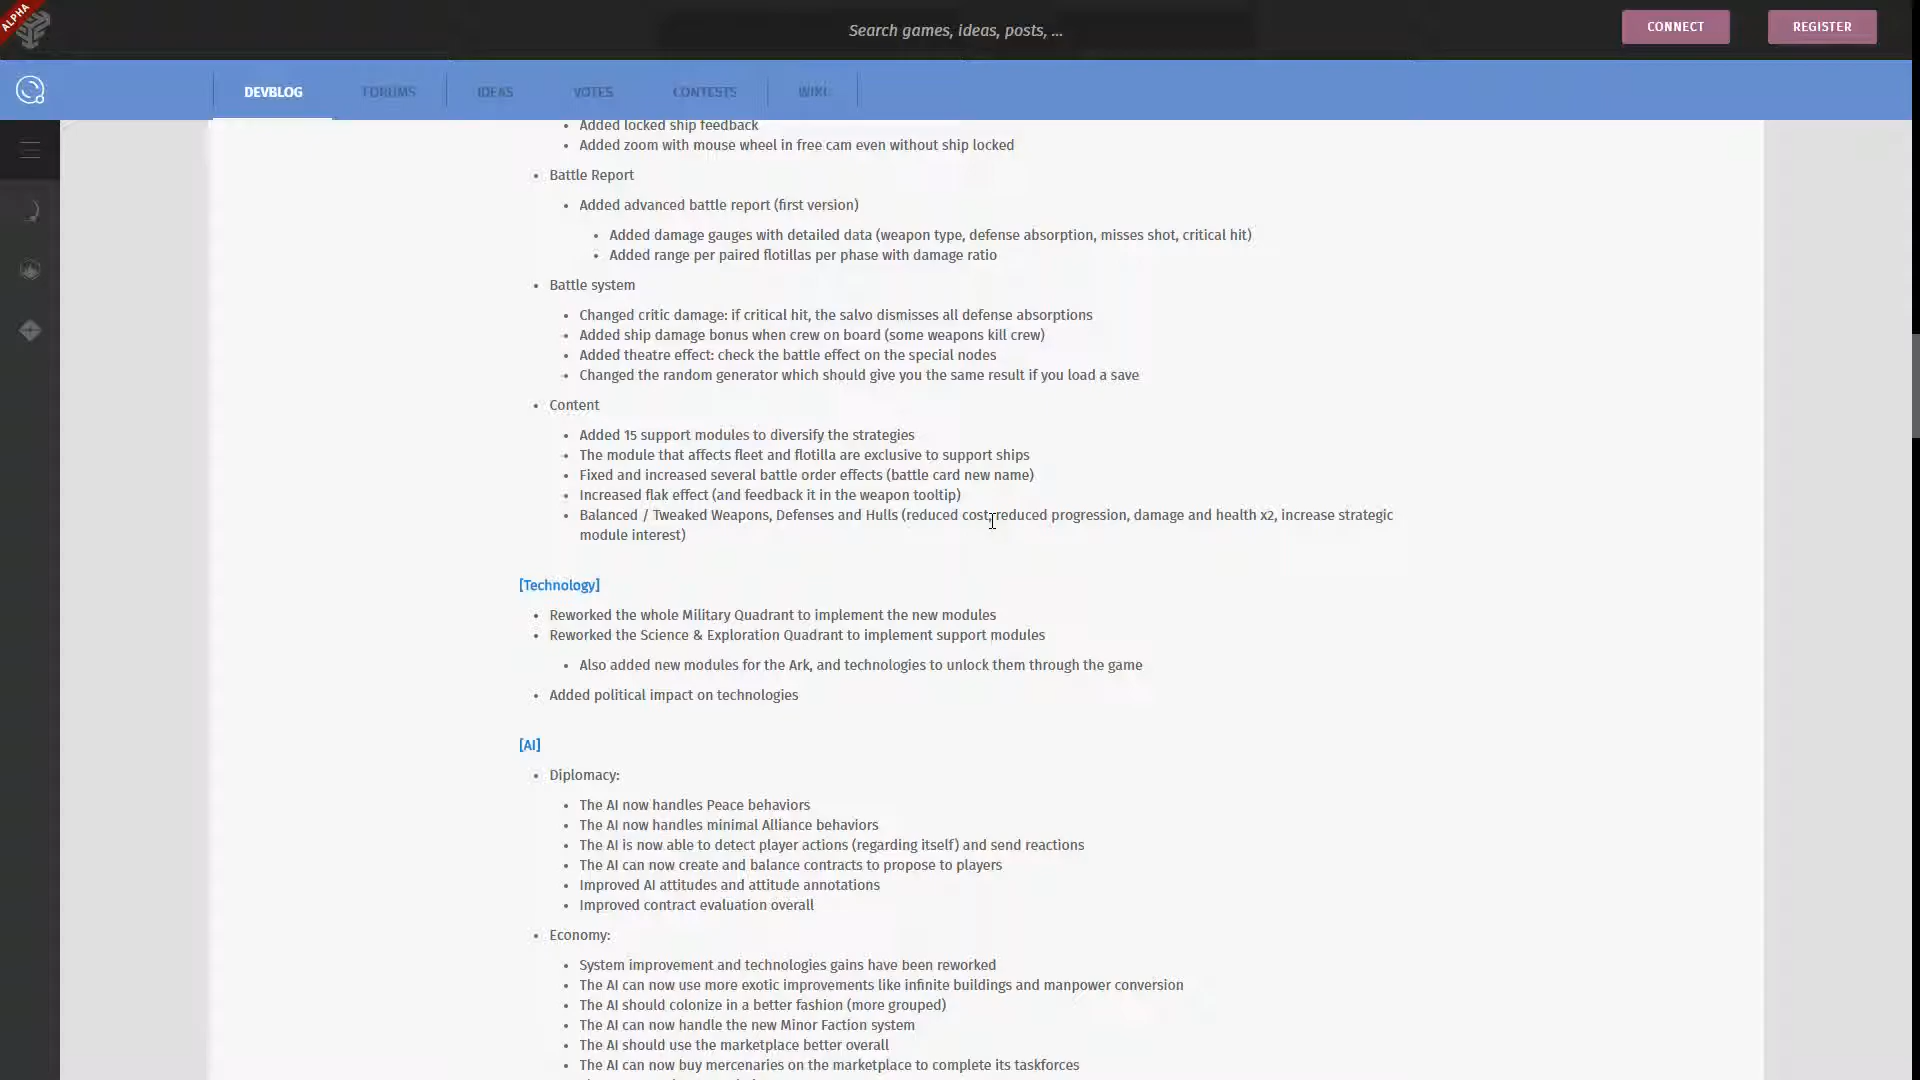 ALPHA
Search games, ideas, posts, ...
CONNECT
REGISTER
DEVBLOG
FORUMS
IDEAS
VOTES
CONTESTS
WIKI
Added locked ship feedback
Added zoom with mouse wheel in free cam even without ship locked
Battle Report
Added advanced battle report (first version)
Added damage gauges with detailed data (weapon type, defense absorption, misses shot, critical hit)
Added range per paired flotillas per phase with damage ratio
Battle system
Changed critic damage: if critical hit, the salvo dismisses all defense absorptions
Added ship damage bonus when crew on board (some weapons kill crew)
Added theatre effect: check the battle effect on the special nodes
Changed the random generator which should give you the same result if you load a save
Content
Added 15 support modules to diversify the strategies
The module that affects fleet and flotilla are exclusive to support ships
Fixed and increased several battle order effects (battle card new name)
Increased flak effect (and feedback it in the weapon tooltip)
Balanced / Tweaked Weapons, Defenses and Hulls (reduced cost, reduced progression, damage and health x2, increase strategic
module interest)
[Technology]
Reworked the whole Military Quadrant to implement the new modules
Reworked the Science & Exploration Quadrant to implement support modules
Also added new modules for the Ark, and technologies to unlock them through the game
Added political impact on technologies
[AI]
Diplomacy:
The AI now handles Peace behaviors
The AI now handles minimal Alliance behaviors
The AI is now able to detect player actions (regarding itself) and send reactions
The AI can now create and balance contracts to propose to players
Improved AI attitudes and attitude annotations
Improved contract evaluation overall
Economy:
System improvement and technologies gains have been reworked
The AI can now use more exotic improvements like infinite buildings and manpower conversion
The AI should colonize in a better fashion (more grouped)
The AI can now handle the new Minor Faction system
The AI should use the marketplace better overall
The AI can now buy mercenaries on the marketplace to complete its taskforces